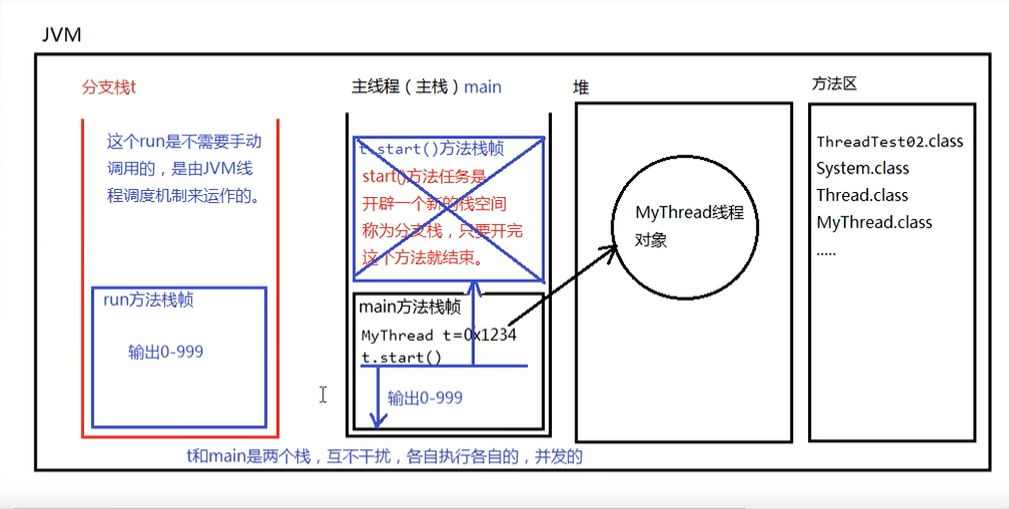 JVM
分支栈t
这个run是不需要手动
调用的，是由JVM线
程调度机制来运作的。
run方法栈帧
输出0-999
主线程（主栈）main
t.start()方法栈帧
start()方法任务是
开辟一个新的栈空间
称为分支栈，只要开完
这个方法就结束。
main方法栈帧
MyThread t=0x1234
t.start()
输出0-999
堆
MyThread线程
对象
方法区
ThreadTest02.class
System.class
Thread.class
MyThread.class
.....
t和main是两个栈，互不干扰，各自执行各自的，并发的